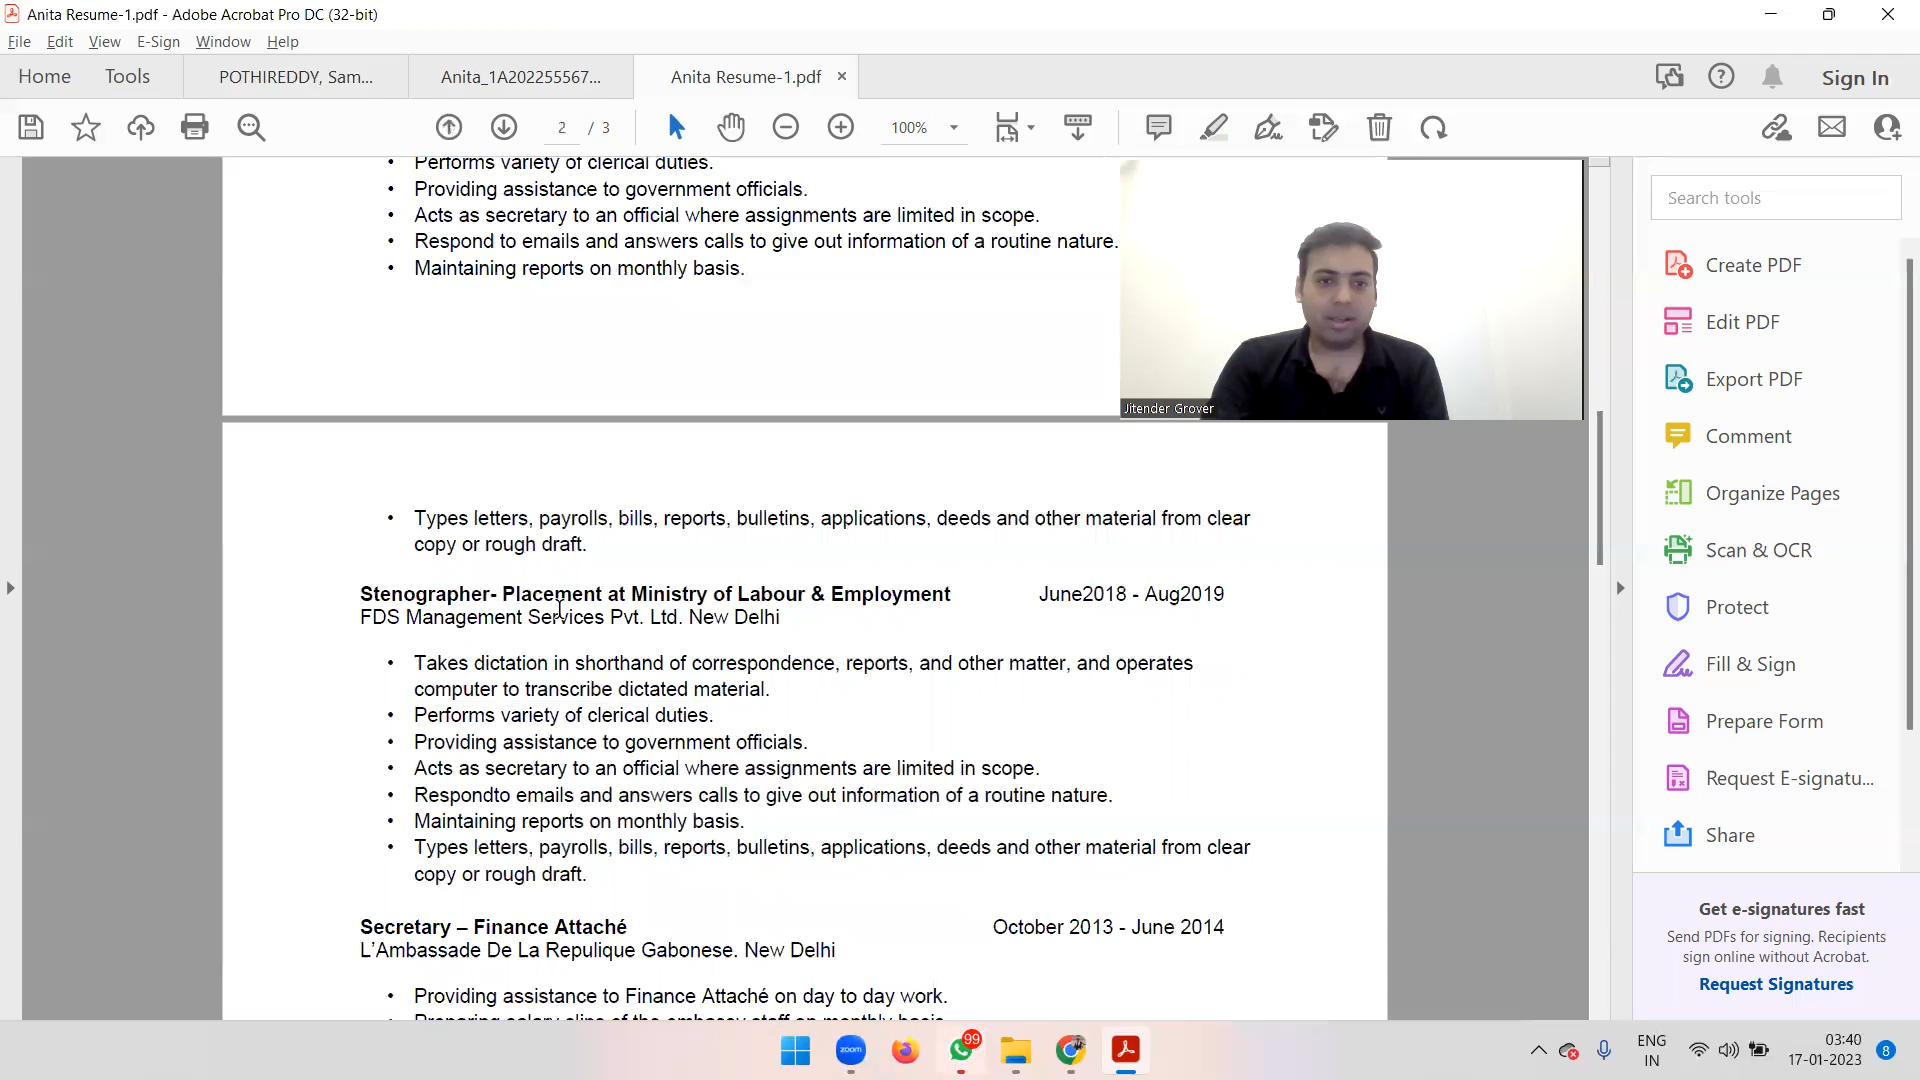 Anita Resume-1.pdf - Adobe Acrobat Pro DC (32-bit)
File Edit View E-Sign Window Help
Home Tools POTHIREDDY, Sam... Anita_1A202255567... Anita Resume-1.pdf × Sign In
2 / 3 100%
• Performs variety of clerical duties.
• Providing assistance to government officials.
• Acts as secretary to an official where assignments are limited in scope.
• Respond to emails and answers calls to give out information of a routine nature.
• Maintaining reports on monthly basis.
Jitender Grover
• Types letters, payrolls, bills, reports, bulletins, applications, deeds and other material from clear
copy or rough draft.
Stenographer- Placement at Ministry of Labour & Employment June2018 - Aug2019
FDS Management Services Pvt. Ltd. New Delhi
• Takes dictation in shorthand of correspondence, reports, and other matter, and operates
computer to transcribe dictated material.
• Performs variety of clerical duties.
• Providing assistance to government officials.
• Acts as secretary to an official where assignments are limited in scope.
• Respondto emails and answers calls to give out information of a routine nature.
• Maintaining reports on monthly basis.
• Types letters, payrolls, bills, reports, bulletins, applications, deeds and other material from clear
copy or rough draft.
Secretary – Finance Attaché October 2013 - June 2014
L’Ambassade De La Repulique Gabonese. New Delhi
• Providing assistance to Finance Attaché on day to day work.
Preparing salary slips of the embassy staff on monthly basis
Search tools
Create PDF
Edit PDF
Export PDF
Comment
Organize Pages
Scan & OCR
Protect
Fill & Sign
Prepare Form
Request E-signatu...
Share
Get e-signatures fast
Send PDFs for signing. Recipients
sign online without Acrobat.
Request Signatures
zoom
99
ENG
IN
03:40
17-01-2023
8